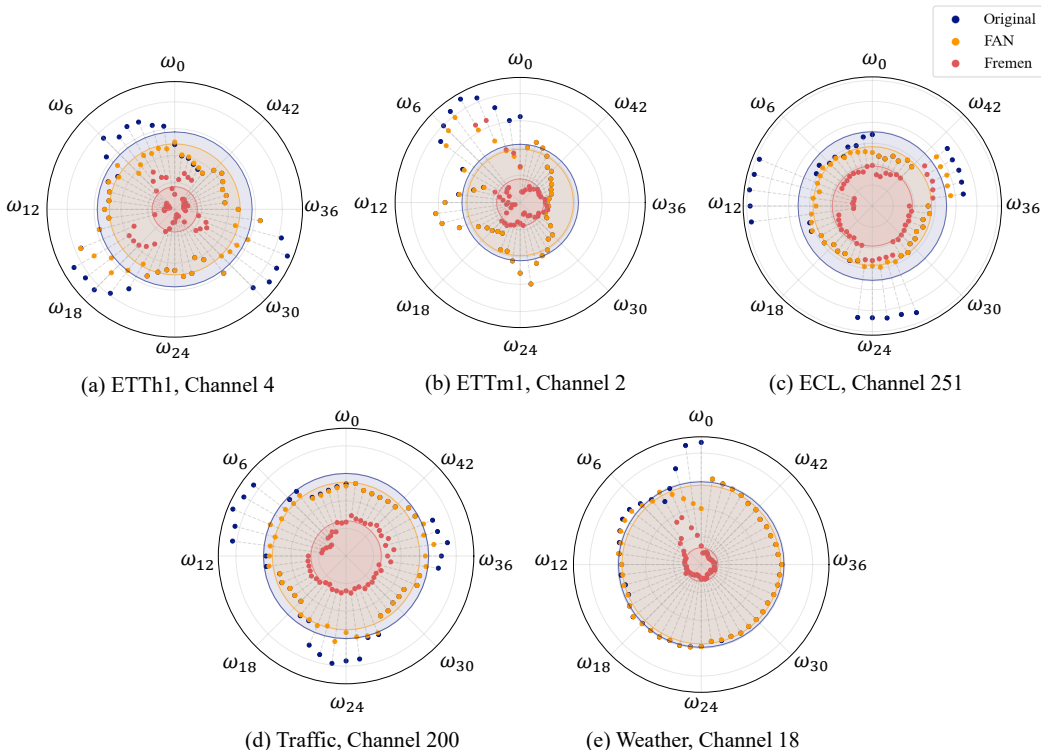 Original
FAN
Fremen
ω0
ω6
ω42
ω12
ω36
ω18
ω30
ω24
(a) ETTh1, Channel 4
ω0
ω6
ω42
ω12
ω36
ω18
ω30
ω24
(b) ETTm1, Channel 2
ω0
ω6
ω42
ω12
ω36
ω18
ω30
ω24
(c) ECL, Channel 251
ω0
ω6
ω42
ω12
ω36
ω18
ω30
ω24
(d) Traffic, Channel 200
ω0
ω6
ω42
ω12
ω36
ω18
ω30
ω24
(e) Weather, Channel 18